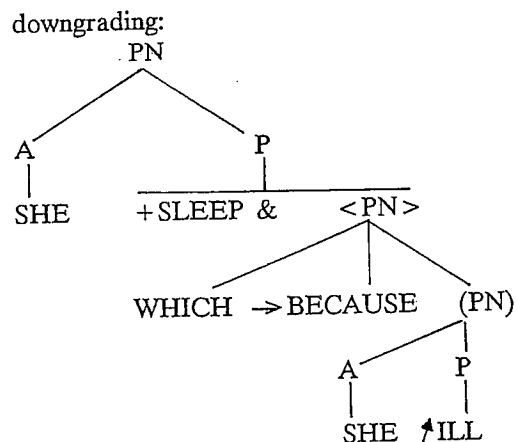 downgrading:
PN
A P
SHE +SLEEP & <PN>
WHICH → BECAUSE (PN)
A P
SHE ↗ILL